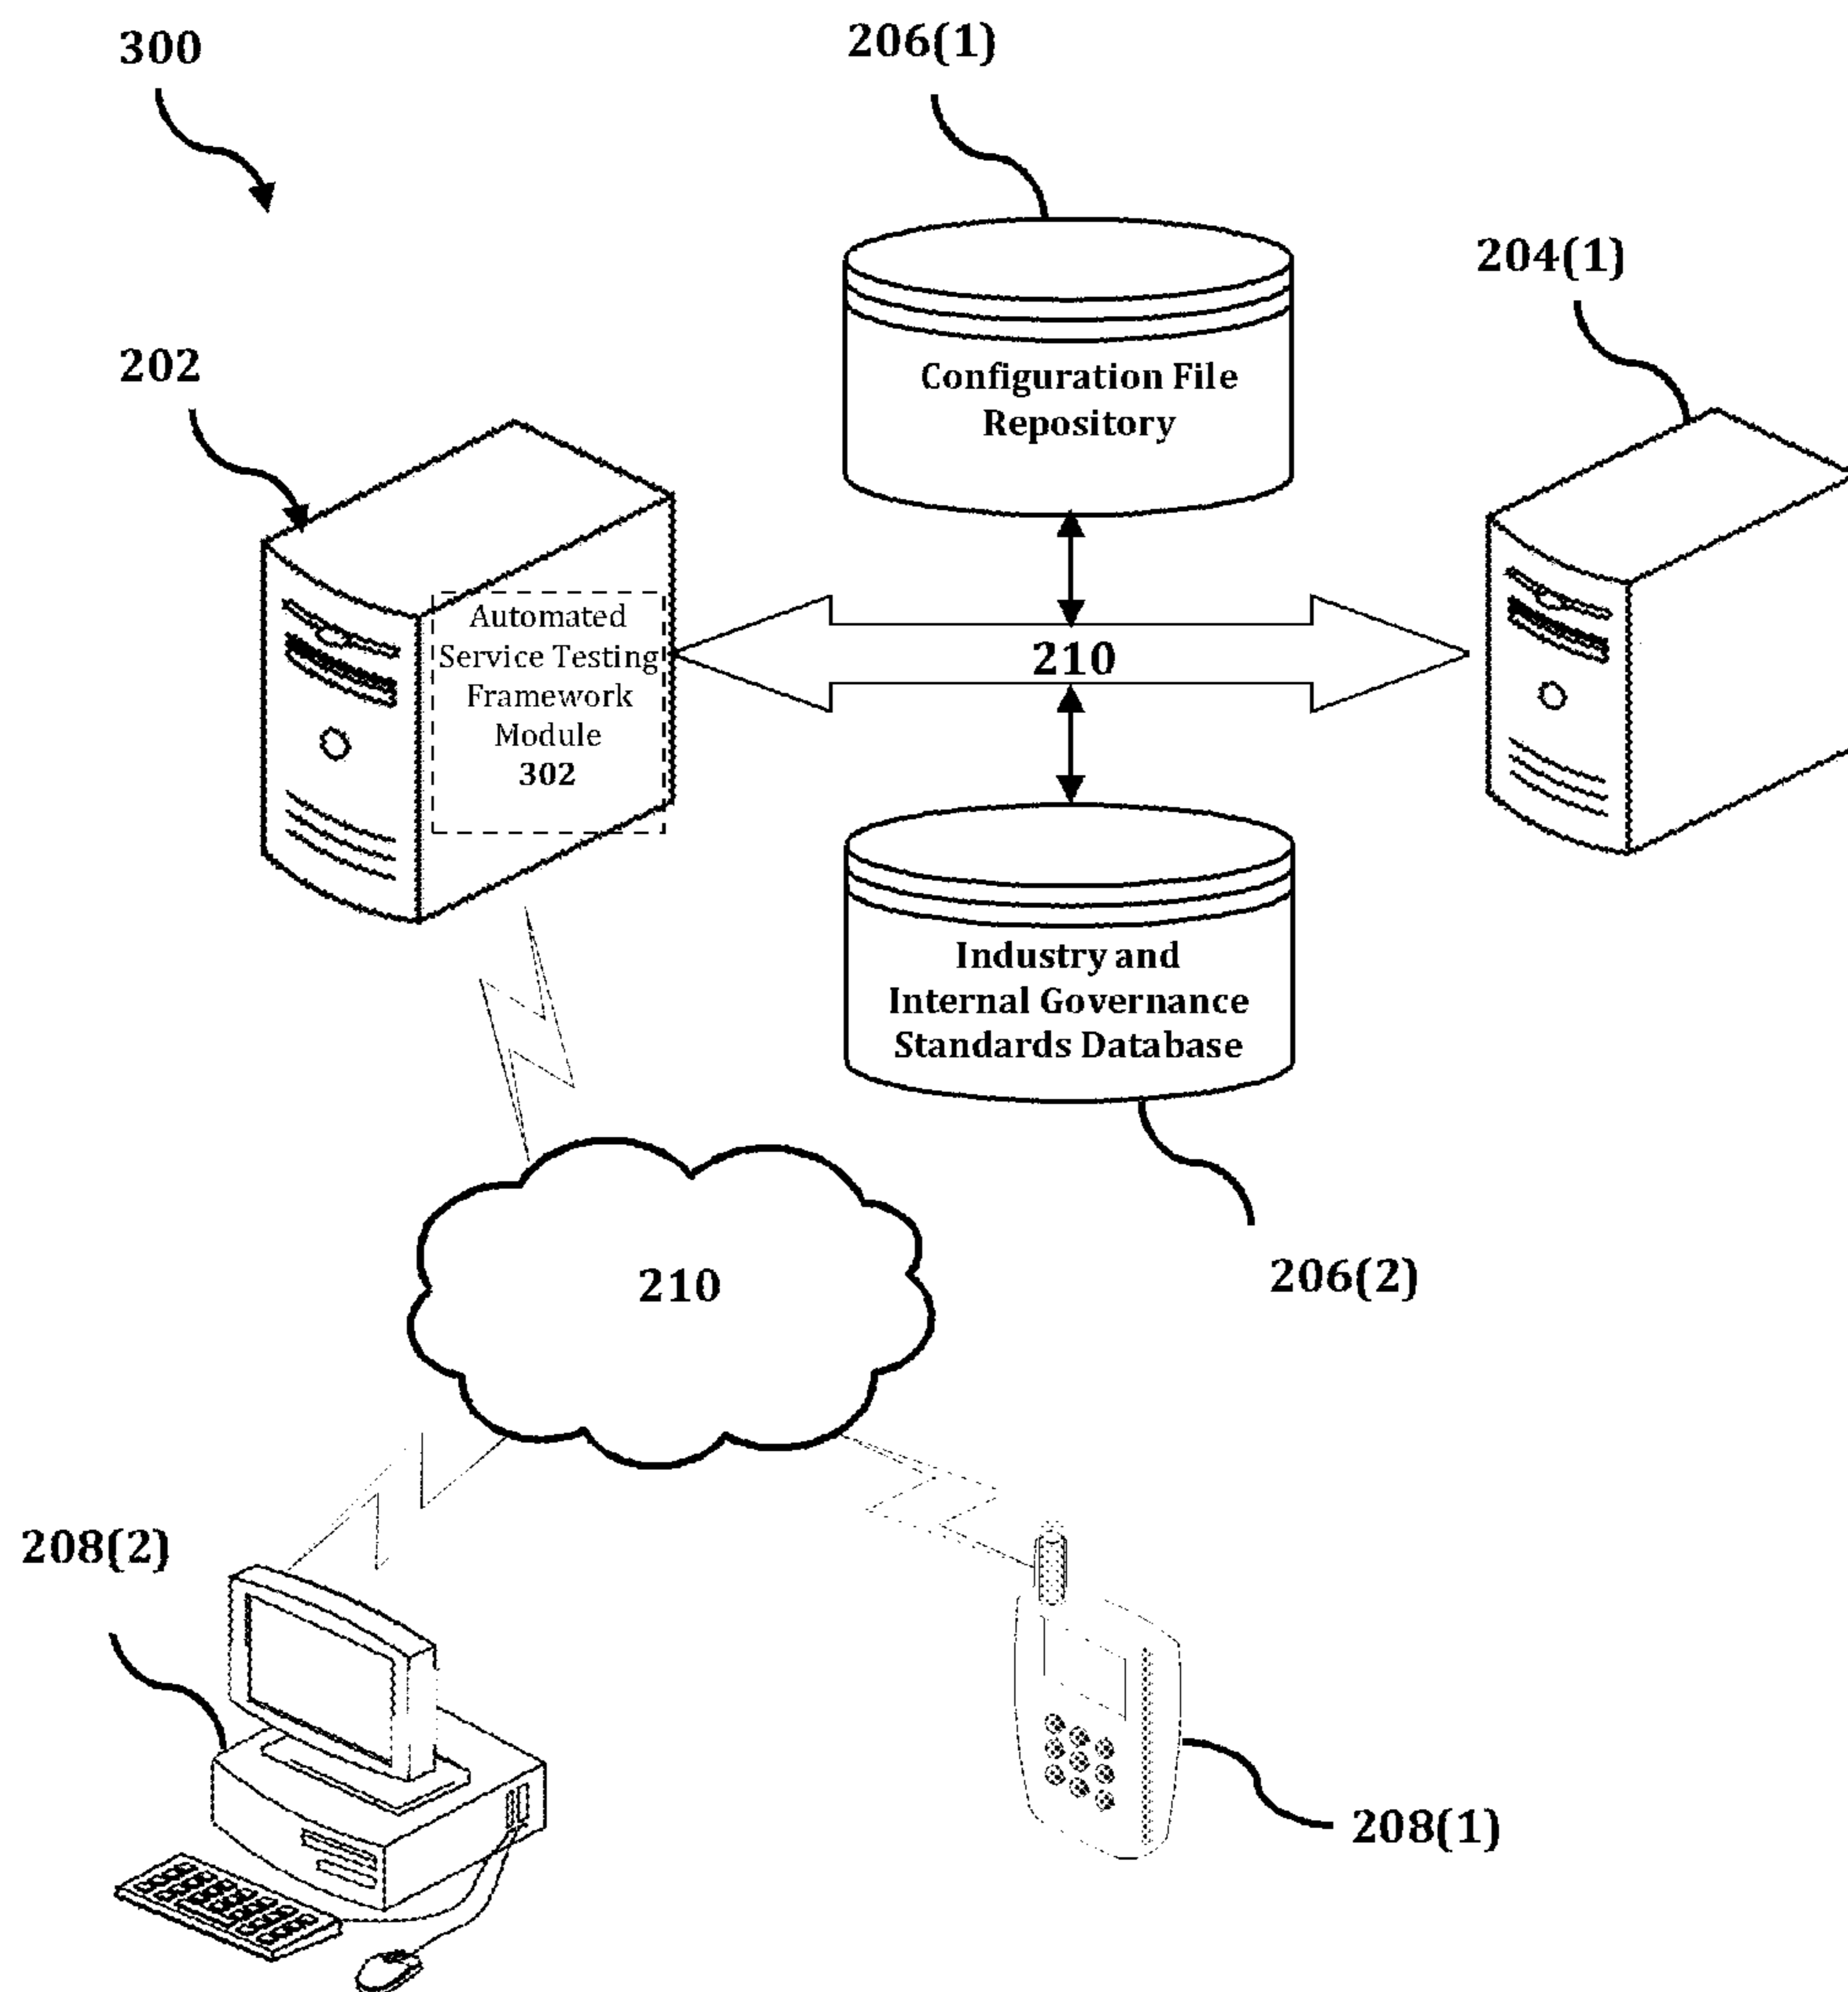 300
206(1)
204(1)
202
Configuration File
Repository
Automated
Service Testing
Framework
Module
302
210
Industry and
Internal Governance
Standards Database
206(2)
210
208(2)
208(1)